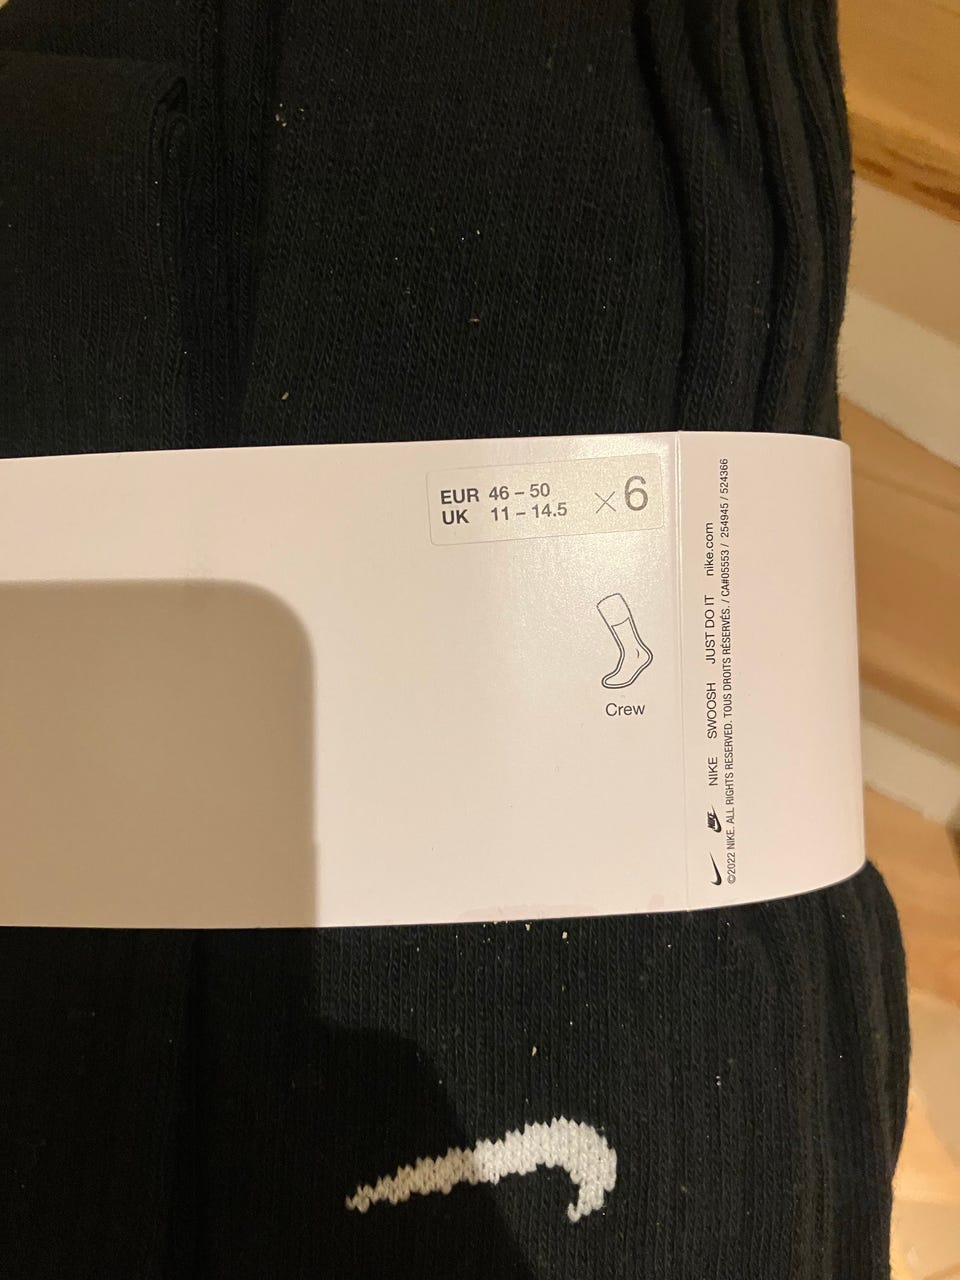 EUR 46 – 50
UK 11 – 14.5
×6
Crew
NIKE NIKE SWOOSH JUST DO IT nike.com
©2022 NIKE. ALL RIGHTS RESERVED. TOUS DROITS RÉSERVÉS. / CA#05553 / 254945 / 524366